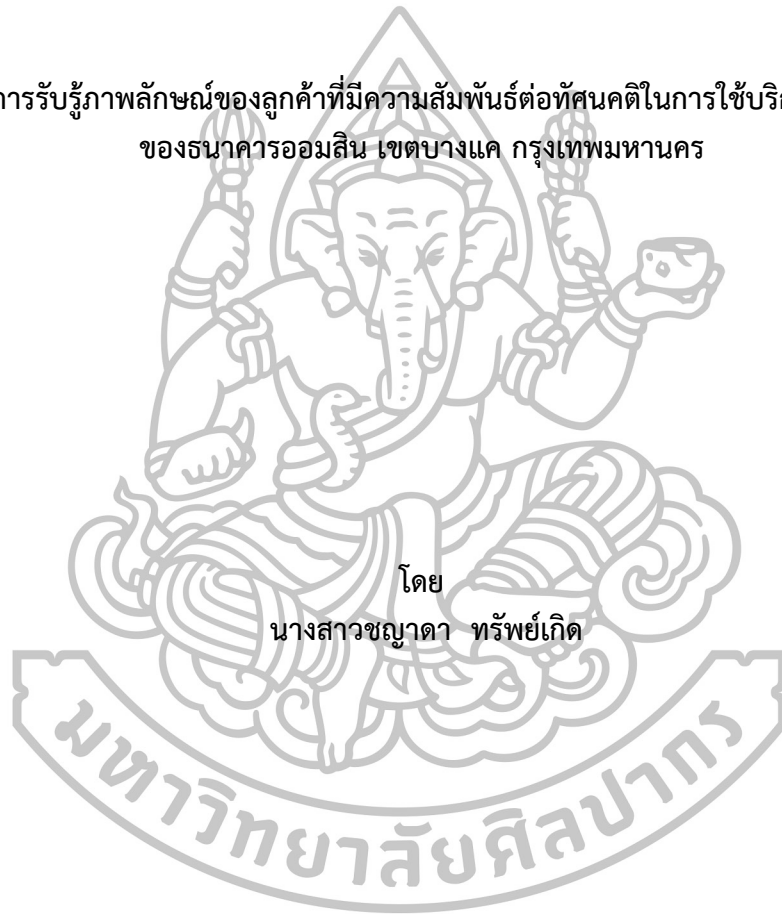 การรับรู้ภาพลักษณ์ของลูกค้าที่มีความสัมพันธ์ต่อทัศนคติในการใช้บริ
ของธนาคารออมสิน เขตบางแค กรุงเทพมหานคร
โดย
นางสาวชญาดา ทรัพย์เกิด
มหาวิทยาลัยศิลปากร